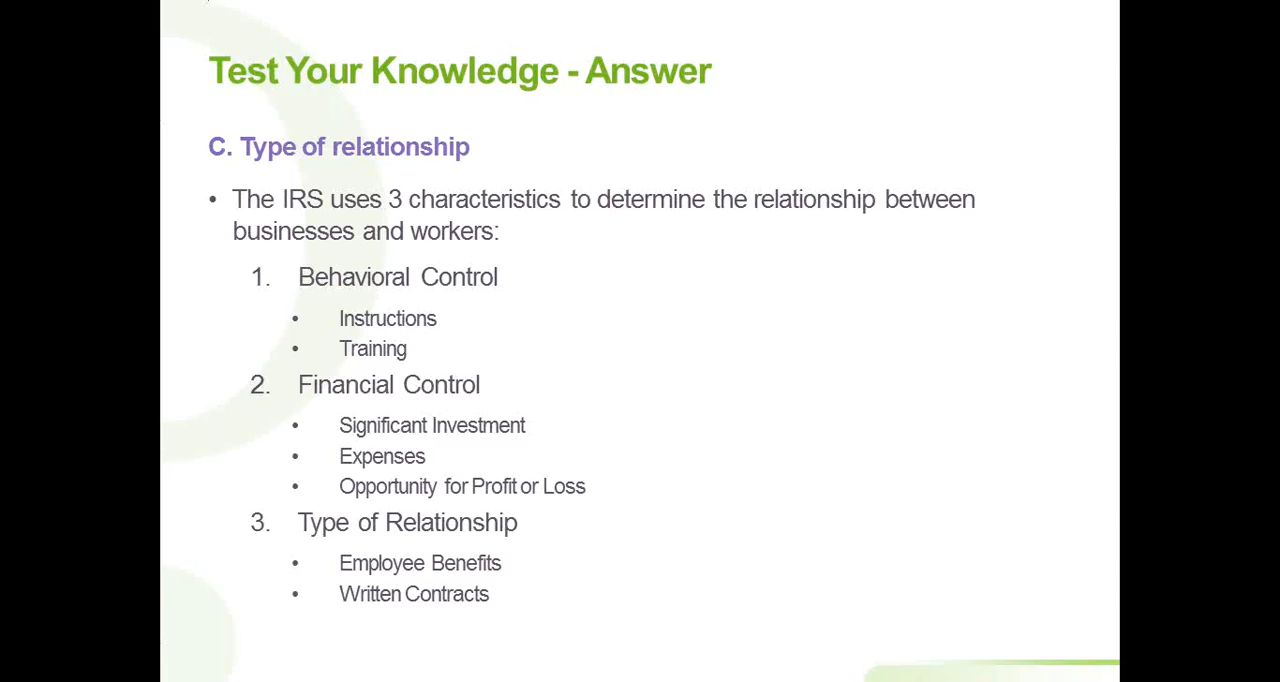 Test Your Knowledge - Answer
C. Type of relationship
• The IRS uses 3 characteristics to determine the relationship between
businesses and workers:
1. Behavioral Control
• Instructions
• Training
2. Financial Control
• Significant Investment
• Expenses
• Opportunity for Profit or Loss
3. Type of Relationship
• Employee Benefits
• Written Contracts